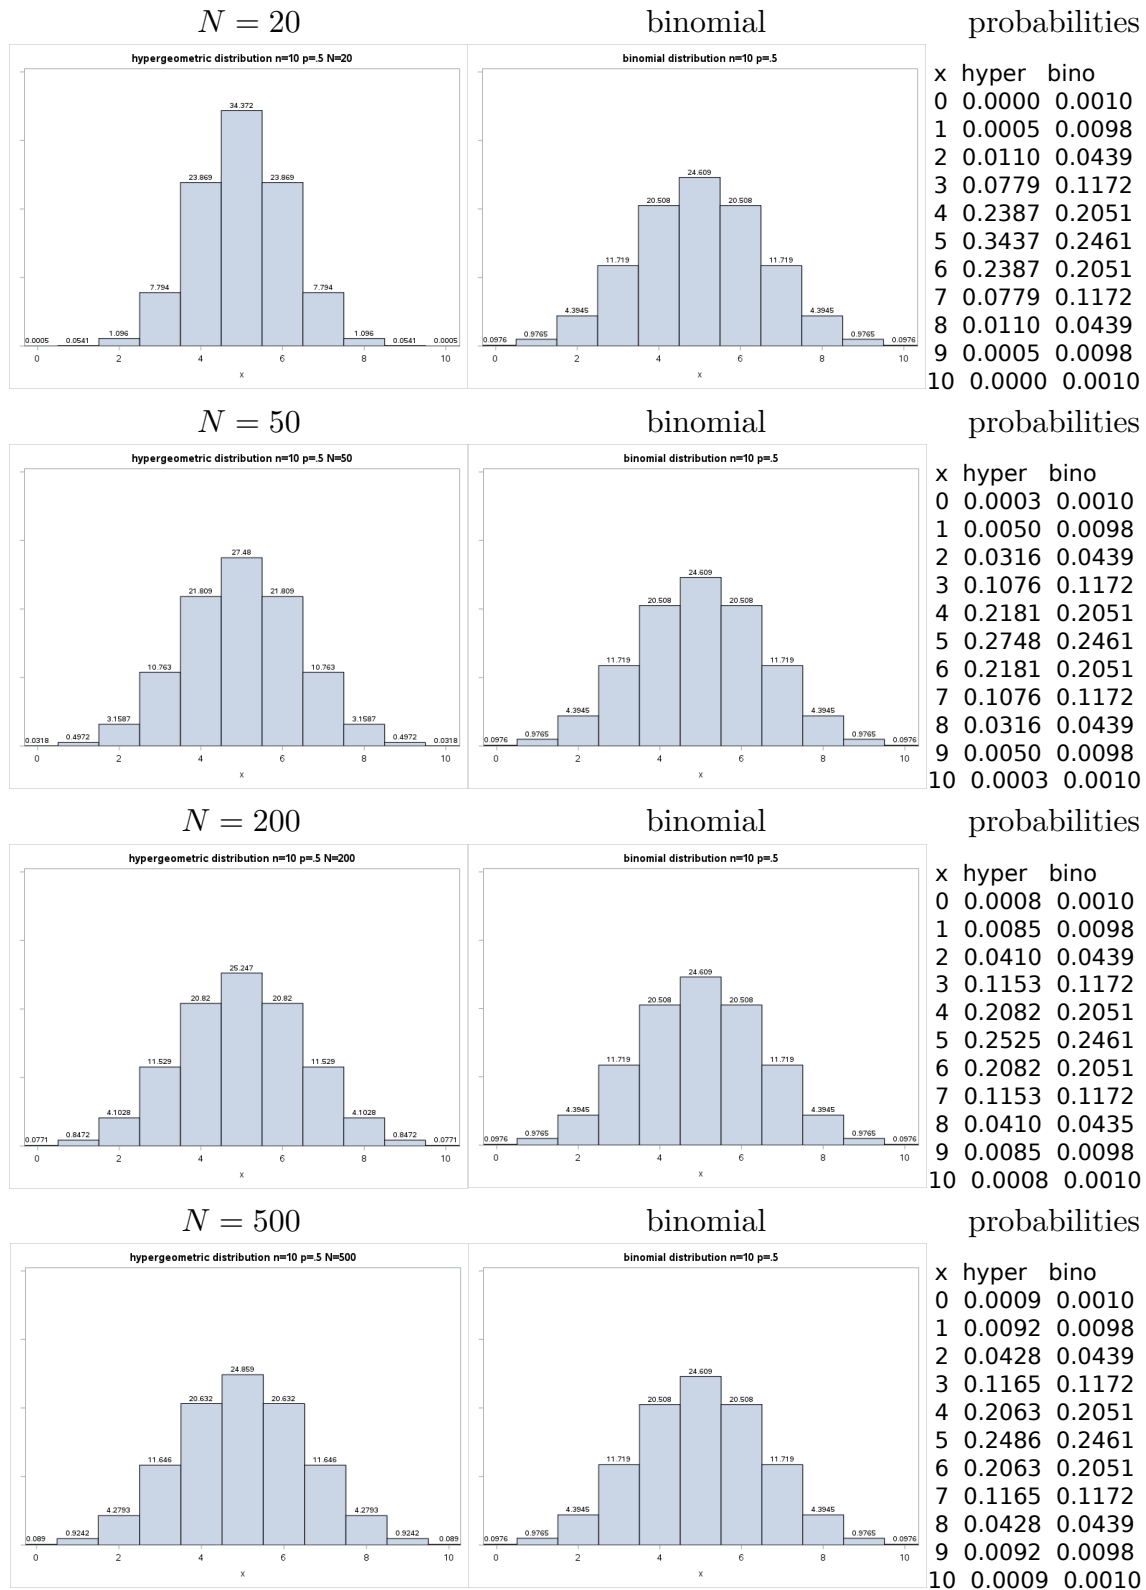 N = 20 binomial probabilities
hypergeometric distribution n=10 p=.5 N=20
34.372
23.869 23.869
7.794 7.794
1.096 1.096
0.0005 0.0541 0.0541 0.0005
0 2 4 6 8 10
x
binomial distribution n=10 p=.5
24.609
20.508 20.508
11.719 11.719
4.3945 4.3945
0.9765 0.9765
0.0976 0.0976
0 2 4 6 8 10
x
x hyper bino
0 0.0000 0.0010
1 0.0005 0.0098
2 0.0110 0.0439
3 0.0779 0.1172
4 0.2387 0.2051
5 0.3437 0.2461
6 0.2387 0.2051
7 0.0779 0.1172
8 0.0110 0.0439
9 0.0005 0.0098
10 0.0000 0.0010
N = 50 binomial probabilities
hypergeometric distribution n=10 p=.5 N=50
27.48
21.809 21.809
10.763 10.763
3.1587 3.1587
0.0318 0.4972 0.4972 0.0318
0 2 4 6 8 10
x
binomial distribution n=10 p=.5
24.609
20.508 20.508
11.719 11.719
4.3945 4.3945
0.9765 0.9765
0.0976 0.0976
0 2 4 6 8 10
x
x hyper bino
0 0.0003 0.0010
1 0.0050 0.0098
2 0.0316 0.0439
3 0.1076 0.1172
4 0.2181 0.2051
5 0.2748 0.2461
6 0.2181 0.2051
7 0.1076 0.1172
8 0.0316 0.0439
9 0.0050 0.0098
10 0.0003 0.0010
N = 200 binomial probabilities
hypergeometric distribution n=10 p=.5 N=200
25.247
20.82 20.82
11.529 11.529
4.1028 4.1028
0.8472 0.8472
0.0771 0.0771
0 2 4 6 8 10
x
binomial distribution n=10 p=.5
24.609
20.508 20.508
11.719 11.719
4.3945 4.3945
0.9765 0.9765
0.0976 0.0976
0 2 4 6 8 10
x
x hyper bino
0 0.0008 0.0010
1 0.0085 0.0098
2 0.0410 0.0439
3 0.1153 0.1172
4 0.2082 0.2051
5 0.2525 0.2461
6 0.2082 0.2051
7 0.1153 0.1172
8 0.0410 0.0435
9 0.0085 0.0098
10 0.0008 0.0010
N = 500 binomial probabilities
hypergeometric distribution n=10 p=.5 N=500
24.859
20.632 20.632
11.646 11.646
4.2793 4.2793
0.9242 0.9242
0.089 0.089
0 2 4 6 8 10
x
binomial distribution n=10 p=.5
24.609
20.508 20.508
11.719 11.719
4.3945 4.3945
0.9765 0.9765
0.0976 0.0976
0 2 4 6 8 10
x
x hyper bino
0 0.0009 0.0010
1 0.0092 0.0098
2 0.0428 0.0439
3 0.1165 0.1172
4 0.2063 0.2051
5 0.2486 0.2461
6 0.2063 0.2051
7 0.1165 0.1172
8 0.0428 0.0439
9 0.0092 0.0098
10 0.0009 0.0010